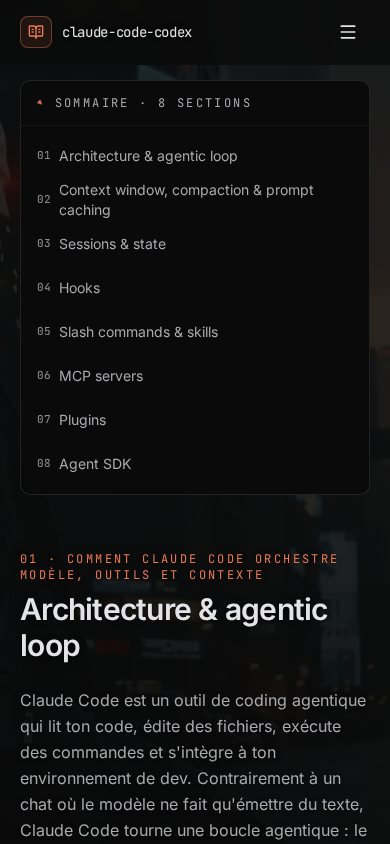 claude-code-codex
SOMMAIRE · 8 SECTIONS
01 Architecture & agentic loop
02 Context window, compaction & prompt
caching
03 Sessions & state
04 Hooks
05 Slash commands & skills
06 MCP servers
07 Plugins
08 Agent SDK
01 · COMMENT CLAUDE CODE ORCHESTRE
MODÈLE, OUTILS ET CONTEXTE
Architecture & agentic
loop
Claude Code est un outil de coding agentique
qui lit ton code, édite des fichiers, exécute
des commandes et s'intègre à ton
environnement de dev. Contrairement à un
chat où le modèle ne fait qu'émettre du texte,
Claude Code tourne une boucle agentique : le